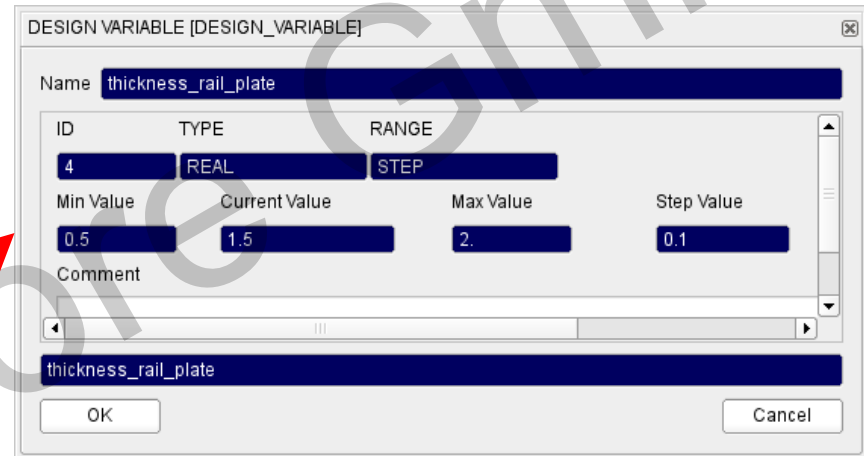 DESIGN VARIABLE [DESIGN_VARIABLE]
Name thickness_rail_plate
ID TYPE RANGE
4 REAL STEP
Min Value Current Value Max Value Step Value
0.5 1.5 2. 0.1
Comment
thickness_rail_plate
OK Cancel